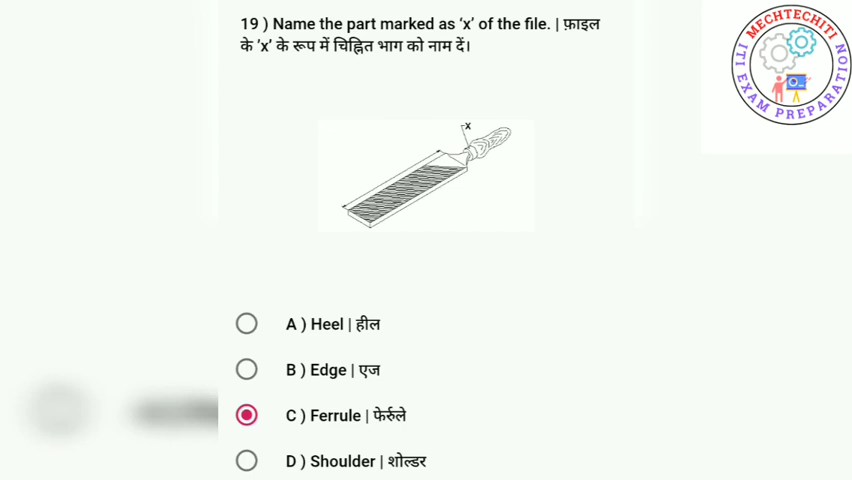 19 ) Name the part marked as ‘x’ of the file. | फ़ाइल
के ‘x’ के रूप में चिह्नित भाग को नाम दें।
MECHTECHITI
ITI EXAM PREPARATION
X
A ) Heel | हील
B ) Edge | एज
C ) Ferrule | फेर्रुले
D ) Shoulder | शोल्डर